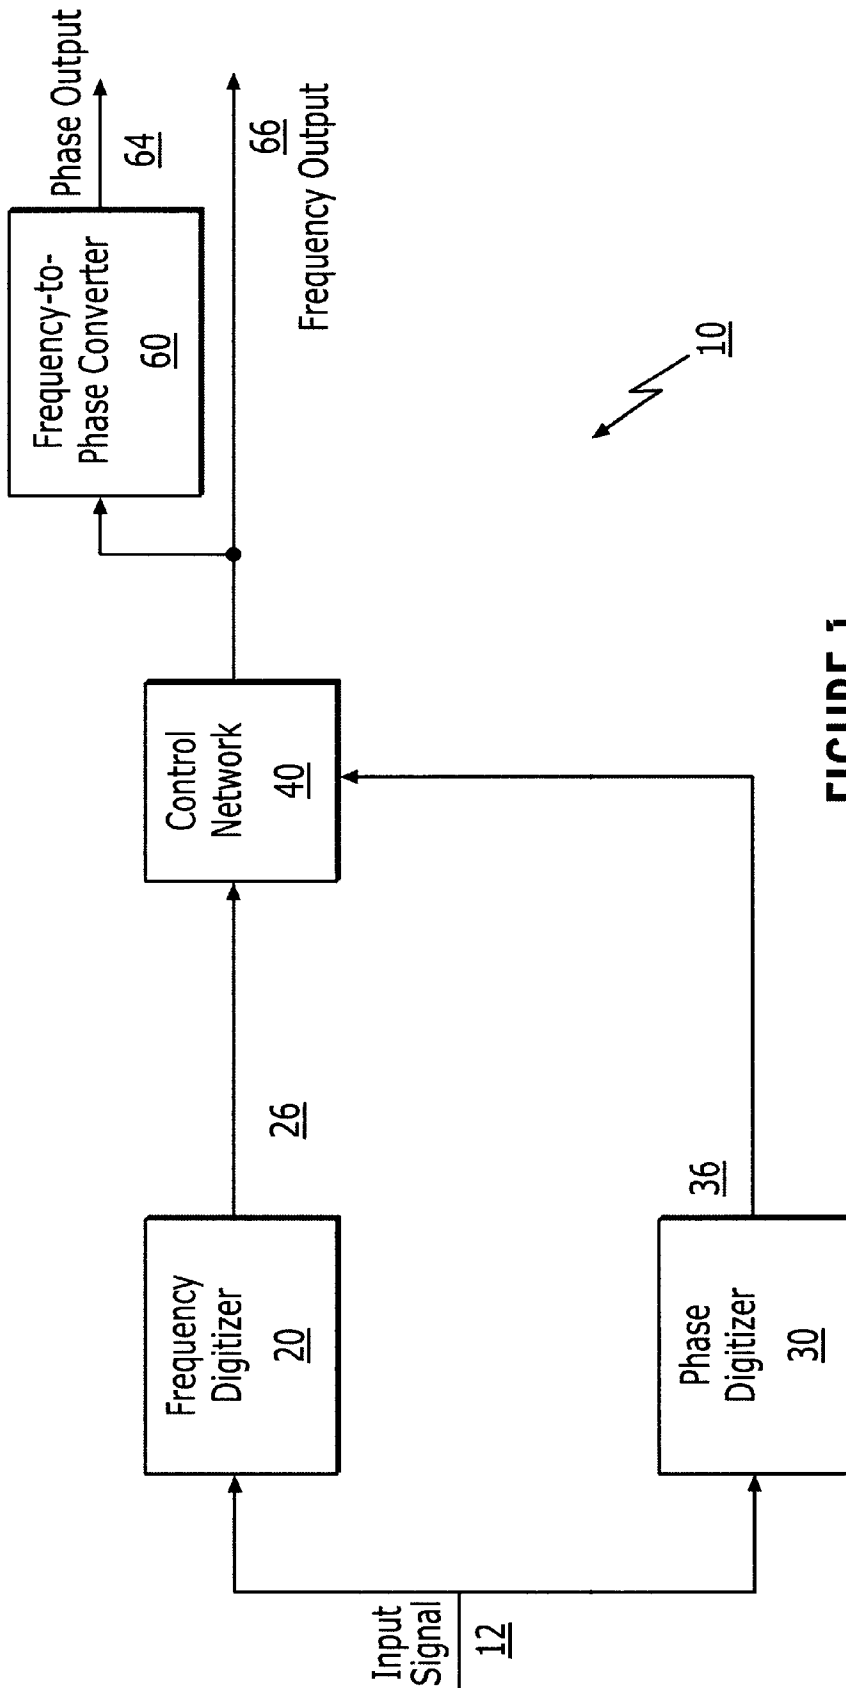 Input
Signal
12
Frequency
Digitizer
20
26
Phase
Digitizer
30
36
Control
Network
40
Frequency-to-
Phase Converter
60
Phase Output
64
66
Frequency Output
10
FIGURE 1